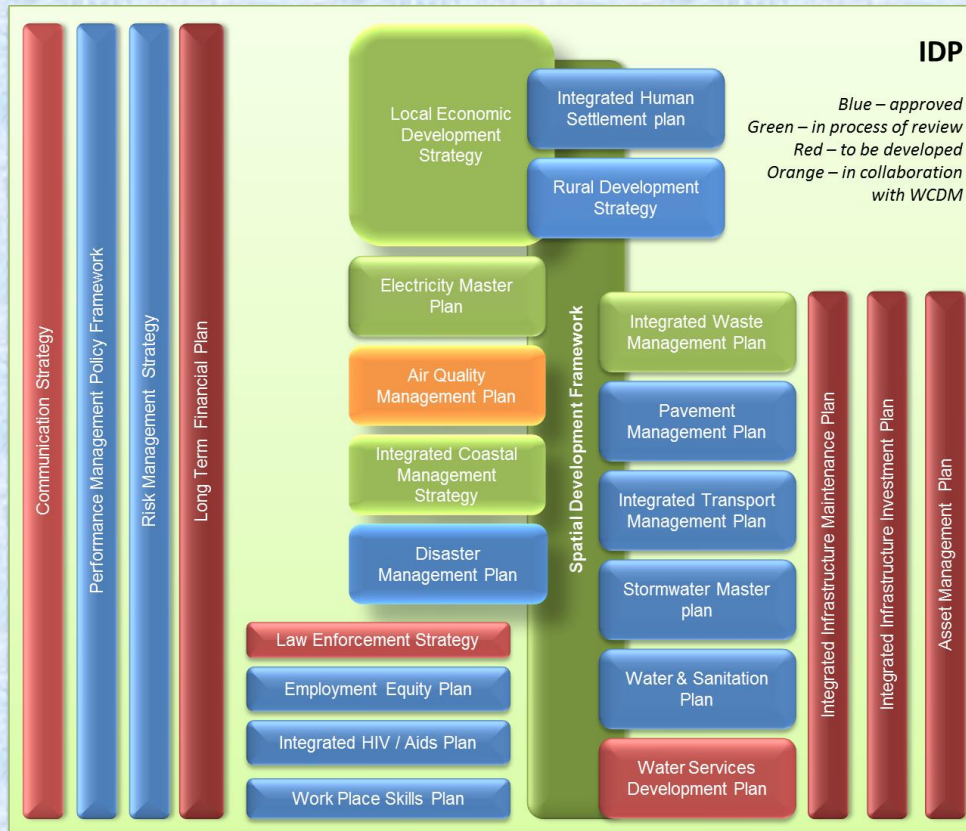 IDP
Blue – approved
Green – in process of review
Red – to be developed
Orange – in collaboration
with WCDM
Communication Strategy
Performance Management Policy Framework
Risk Management Strategy
Long Term Financial Plan
Local Economic
Development
Strategy
Integrated Human
Settlement plan
Rural Development
Strategy
Electricity Master
Plan
Air Quality
Management Plan
Integrated Coastal
Management
Strategy
Disaster
Management Plan
Law Enforcement Strategy
Employment Equity Plan
Integrated HIV / Aids Plan
Work Place Skills Plan
Spatial Development Framework
Integrated Waste
Management Plan
Pavement
Management Plan
Integrated Transport
Management Plan
Stormwater Master
plan
Water & Sanitation
Plan
Water Services
Development Plan
Integrated Infrastructure Maintenance Plan
Integrated Infrastructure Investment Plan
Asset Management Plan